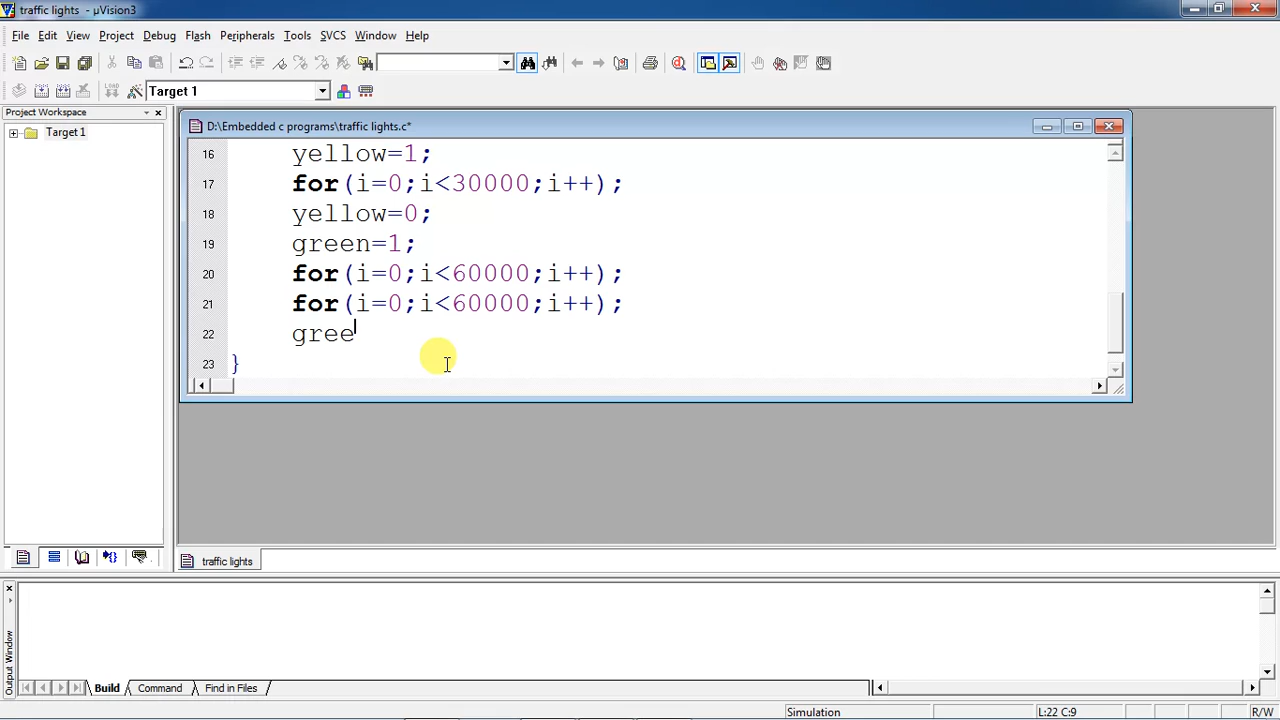 traffic lights - µVision3
File Edit View Project Debug Flash Peripherals Tools SVCS Window Help
LOAD Target 1
Project Workspace
Target 1
D:\Embedded c programs\traffic lights.c*
16 yellow=1;
17 for(i=0;i<30000;i++);
18 yellow=0;
19 green=1;
20 for(i=0;i<60000;i++);
21 for(i=0;i<60000;i++);
22 gree
23 }
traffic lights
Output Window
Build Command Find in Files
Simulation L:22 C:9 R/W